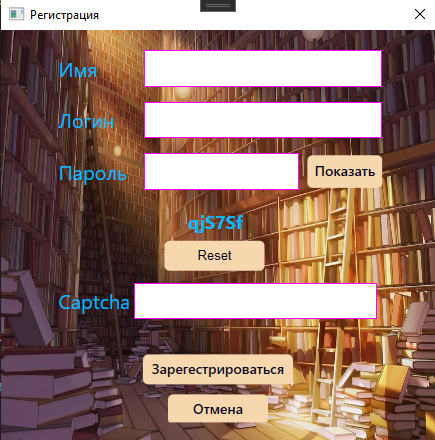 Регистрация
Имя
Логин
Пароль
Показать
qjS7Sf
Reset
Captcha
Зарегестрироваться
Отмена